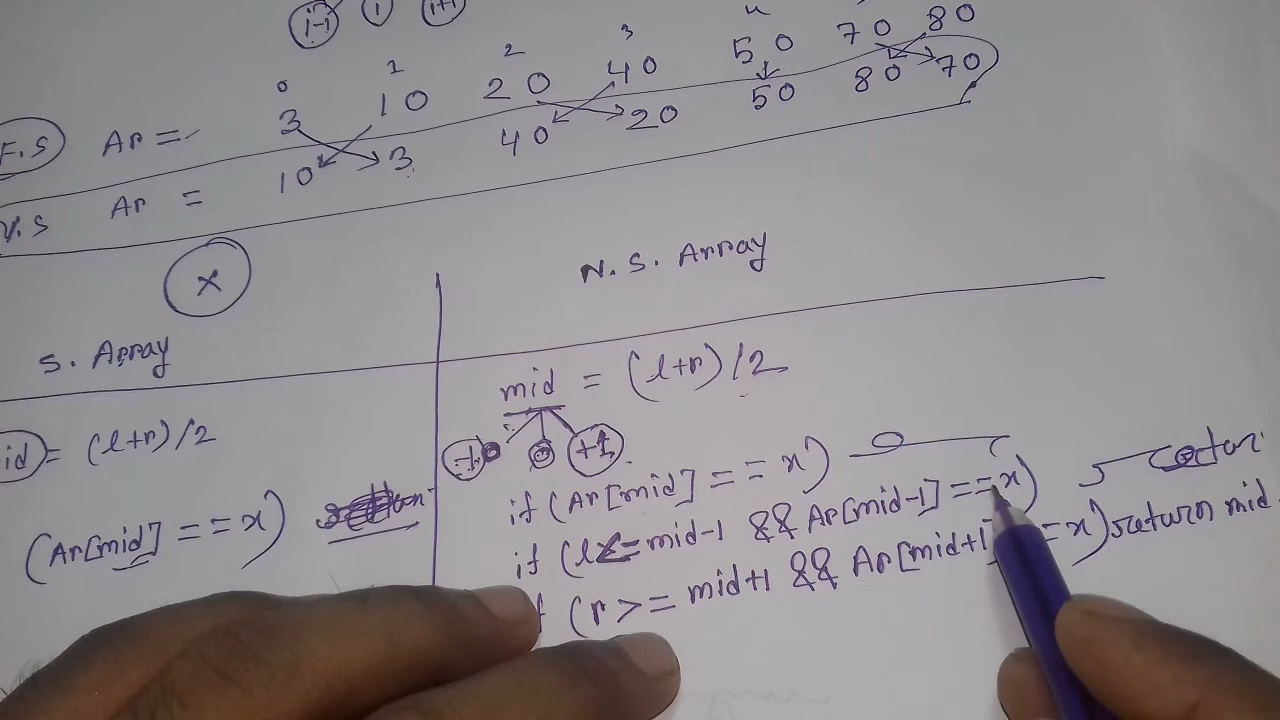 i-1 i i+1
0 1 2 3 4
F.S Ar = 3 10 20 40 50 70 80
Ar = 10 3 40 20 50 80 70
x
S. Array
N. S. Array
id = (l+r)/2
(Ar[mid] == x)
mid = (l+r)/2
-1 0 +1
if (Ar[mid] == x)
if (l<=mid-1 && Ar[mid-1] == x)
(r >= mid+1 && Ar[mid+1] == x) return mid